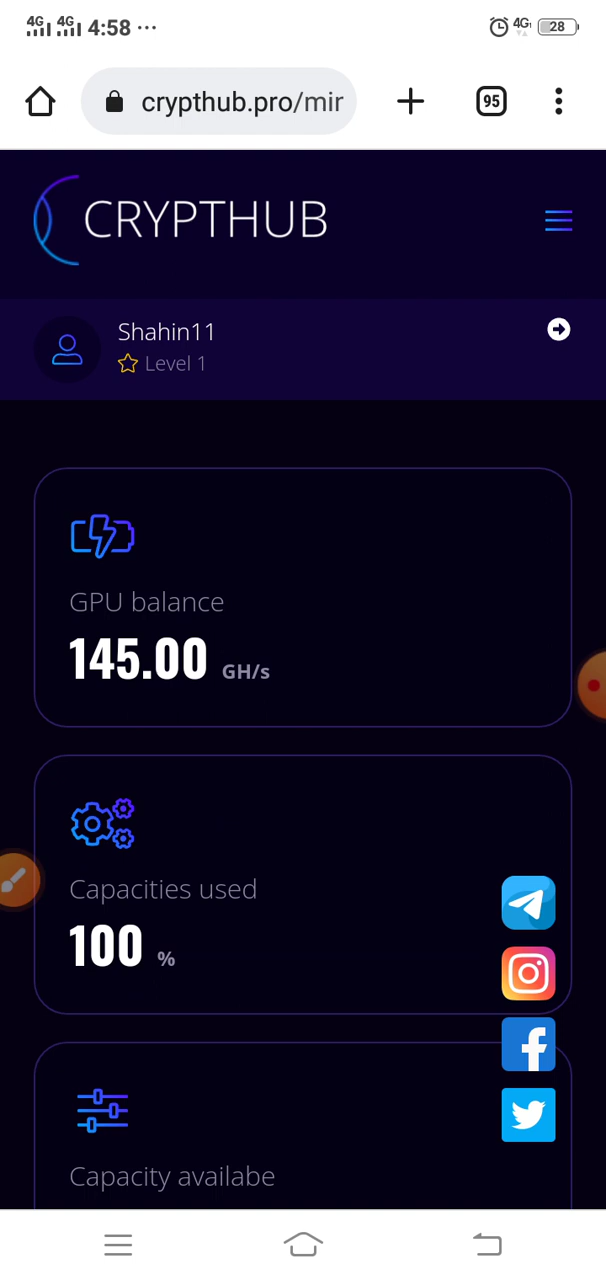 4G 4G 4:58 ··· 4G 28
crypthub.pro/mir 95
CRYPTHUB
Shahin11
Level 1
GPU balance
145.00 GH/s
Capacities used
100 %
Capacity availabe